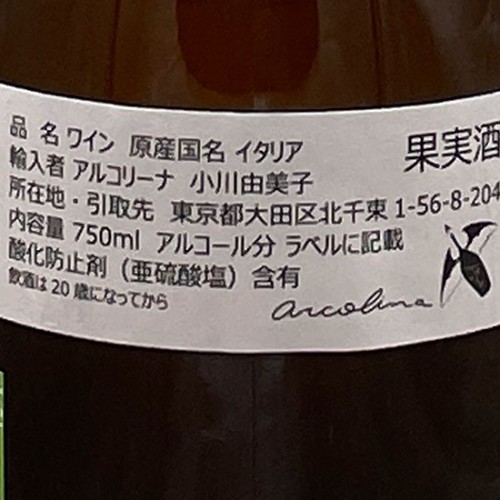 品 名 ワイン 原産国名 イタリア
果実酒
輸入者 アルコリーナ 小川由美子
所在地・引取先 東京都大田区北千束 1-56-8-204
内容量 750ml アルコール分 ラベルに記載
酸化防止剤（亜硫酸塩）含有
飲酒は 20 歳になってから
arcolina